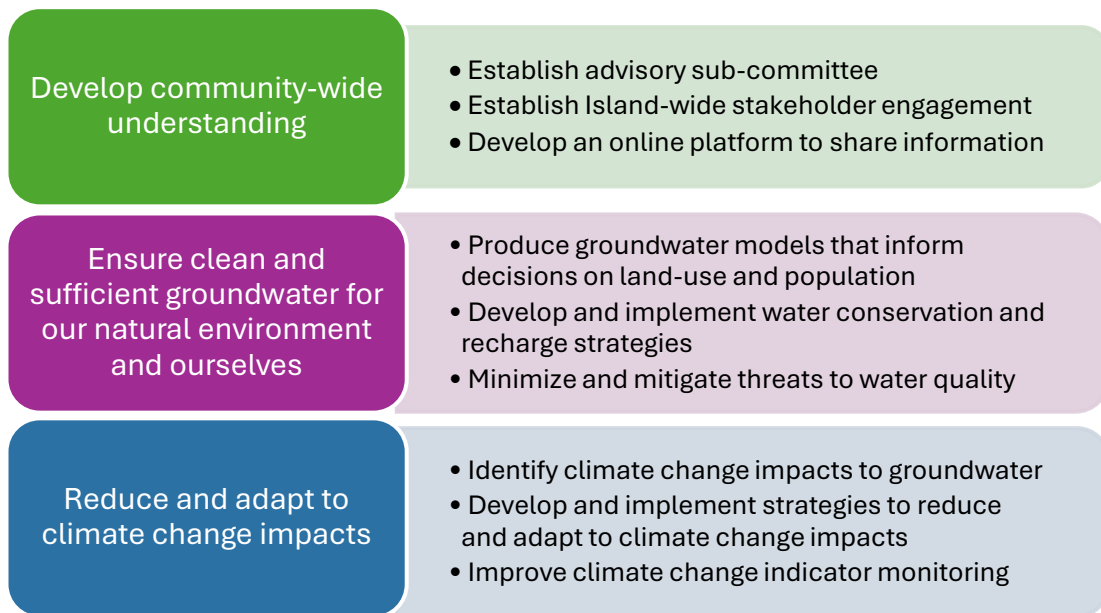 Develop community-wide
understanding
• Establish advisory sub-committee
• Establish Island-wide stakeholder engagement
• Develop an online platform to share information
Ensure clean and
sufficient groundwater for
our natural environment
and ourselves
• Produce groundwater models that inform
decisions on land-use and population
• Develop and implement water conservation and
recharge strategies
• Minimize and mitigate threats to water quality
Reduce and adapt to
climate change impacts
• Identify climate change impacts to groundwater
• Develop and implement strategies to reduce
and adapt to climate change impacts
• Improve climate change indicator monitoring